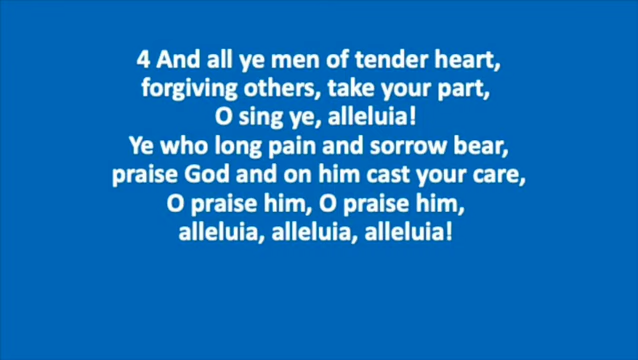 4 And all ye men of tender heart,
forgiving others, take your part,
O sing ye, alleluia!
Ye who long pain and sorrow bear,
praise God and on him cast your care,
O praise him, O praise him,
alleluia, alleluia, alleluia!